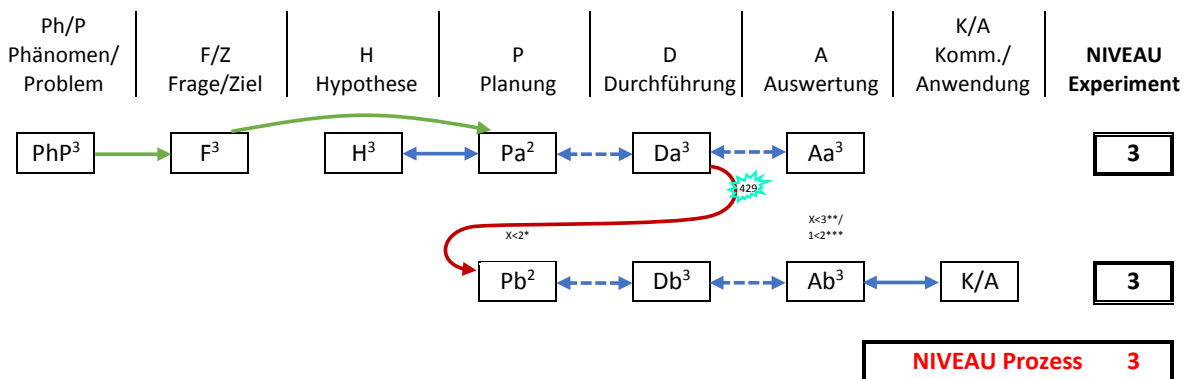 Ph/P
Phänomen/
Problem
F/Z
Frage/Ziel
H
Hypothese
P
Planung
D
Durchführung
A
Auswertung
K/A
Komm./
Anwendung
NIVEAU
Experiment
PhP³ F³ H³ Pa² Da³ Aa³ 3
429
X<2* X<3**/
1<2***
Pb² Db³ Ab³ K/A 3
NIVEAU Prozess 3